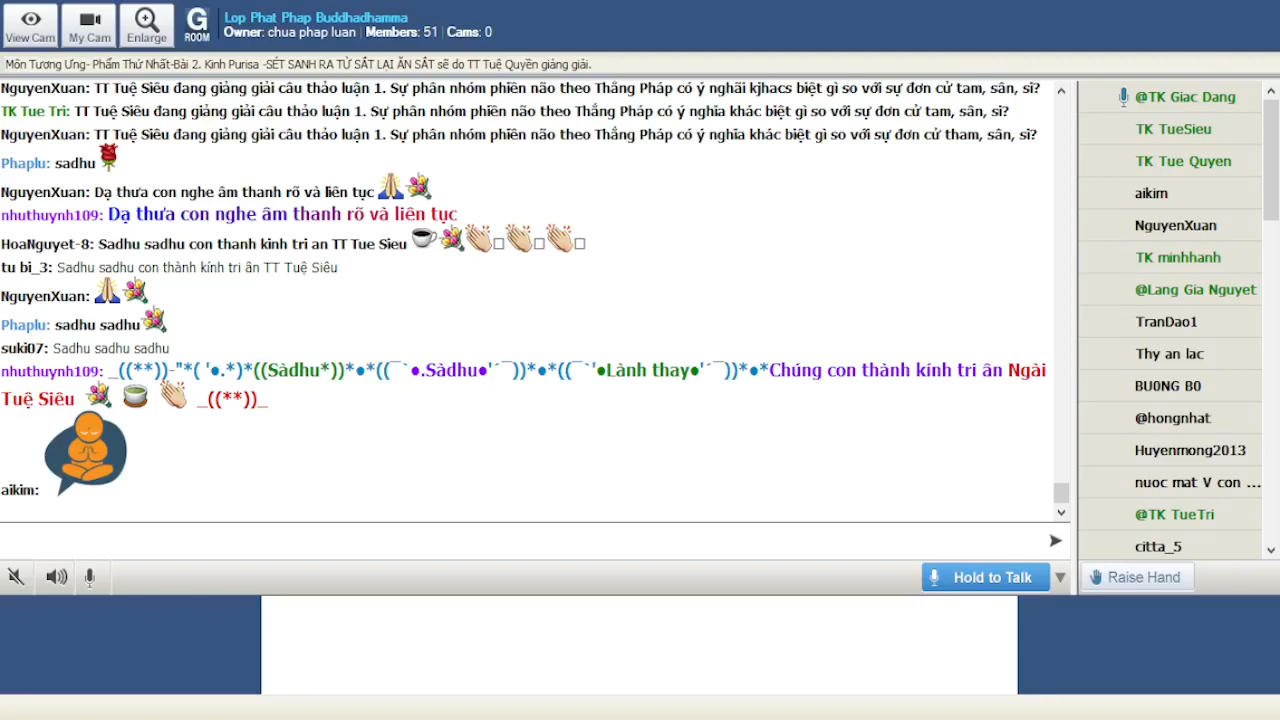 View Cam
My Cam
Enlarge
G
ROOM
Lop Phat Phap Buddhadhamma
Owner: chua phap luan | Members: 51 | Cams: 0
Môn Tương Ưng- Phẩm Thứ Nhất-Bài 2. Kinh Purisa -SÉT SANH RA TỪ SẮT LẠI ĂN SẮT sẽ do TT Tuệ Quyền giảng giải.
NguyenXuan: TT Tuệ Siêu đang giảng giải câu thảo luận 1. Sự phân nhóm phiền não theo Thắng Pháp có ý nghãi kjhacs biệt gì so với sự đơn cử tam, sân, si?
TK Tue Tri: TT Tuệ Siêu đang giảng giải câu thảo luận 1. Sự phân nhóm phiền não theo Thắng Pháp có ý nghĩa khác biệt gì so với sự đơn cử tam, sân, si?
NguyenXuan: TT Tuệ Siêu đang giảng giải câu thảo luận 1. Sự phân nhóm phiền não theo Thắng Pháp có ý nghĩa khác biệt gì so với sự đơn cử tham, sân, si?
Phaplu: sadhu
NguyenXuan: Dạ thưa con nghe âm thanh rõ và liên tục
nhuthuynh109: Dạ thưa con nghe âm thanh rõ và liên tục
HoaNguyet-8: Sadhu sadhu con thanh kinh tri an TT Tue Sieu
tu bi_3: Sadhu sadhu con thành kính tri ân TT Tuệ Siêu
NguyenXuan:
Phaplu: sadhu sadhu
suki07: Sadhu sadhu sadhu
nhuthuynh109: _((**))-"*( '●.*)*((Sàdhu*))*●*((¯`●.Sàdhu●'´¯))*●*((¯`'●Lành thay●'´¯))*●*Chúng con thành kính tri ân Ngài
Tuệ Siêu _((**))_
aikim:
Hold to Talk
@TK Giac Dang
TK TueSieu
TK Tue Quyen
aikim
NguyenXuan
TK minhhanh
@Lang Gia Nguyet
TranDao1
Thy an lac
BU0NG B0
@hongnhat
Huyenmong2013
nuoc mat V con ...
@TK TueTri
citta_5
Raise Hand